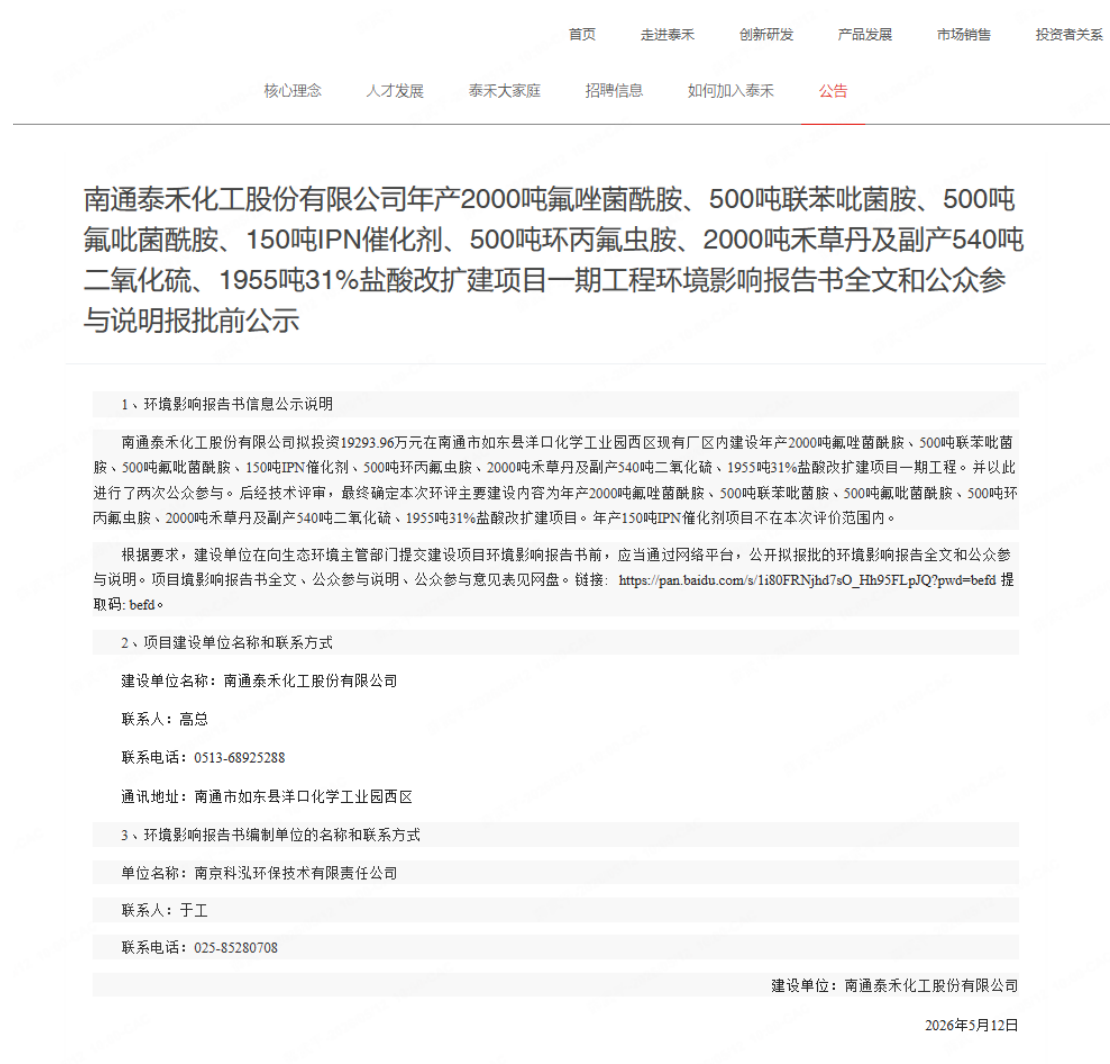 首页 走进泰禾 创新研发 产品发展 市场销售 投资者关系
核心理念 人才发展 泰禾大家庭 招聘信息 如何加入泰禾 公告
南通泰禾化工股份有限公司年产2000吨氟唑菌酰胺、500吨联苯吡菌胺、500吨
氟吡菌酰胺、150吨IPN催化剂、500吨环丙氟虫胺、2000吨禾草丹及副产540吨
二氧化硫、1955吨31%盐酸改扩建项目一期工程环境影响报告书全文和公众参
与说明报批前公示
1、环境影响报告书信息公示说明
南通泰禾化工股份有限公司拟投资19293.96万元在南通市如东县洋口化学工业园西区现有厂区内建设年产2000吨氟唑菌酰胺、500吨联苯吡菌
胺、500吨氟吡菌酰胺、150吨IPN催化剂、500吨环丙氟虫胺、2000吨禾草丹及副产540吨二氧化硫、1955吨31%盐酸改扩建项目一期工程。并以此
进行了两次公众参与。后经技术评审，最终确定本次环评主要建设内容为年产2000吨氟唑菌酰胺、500吨联苯吡菌胺、500吨氟吡菌酰胺、500吨环
丙氟虫胺、2000吨禾草丹及副产540吨二氧化硫、1955吨31%盐酸改扩建项目。年产150吨IPN催化剂项目不在本次评价范围内。
根据要求，建设单位在向生态环境主管部门提交建设项目环境影响报告书前，应当通过网络平台，公开拟报批的环境影响报告全文和公众参
与说明。项目境影响报告书全文、公众参与说明、公众参与意见表见网盘。链接: https://pan.baidu.com/s/1i80FRNjhd7sO_Hh95FLpJQ?pwd=befd 提
取码: befd。
2、项目建设单位名称和联系方式
建设单位名称：南通泰禾化工股份有限公司
联系人：高总
联系电话：0513-68925288
通讯地址：南通市如东县洋口化学工业园西区
3、环境影响报告书编制单位的名称和联系方式
单位名称：南京科泓环保技术有限责任公司
联系人：于工
联系电话：025-85280708
建设单位：南通泰禾化工股份有限公司
2026年5月12日